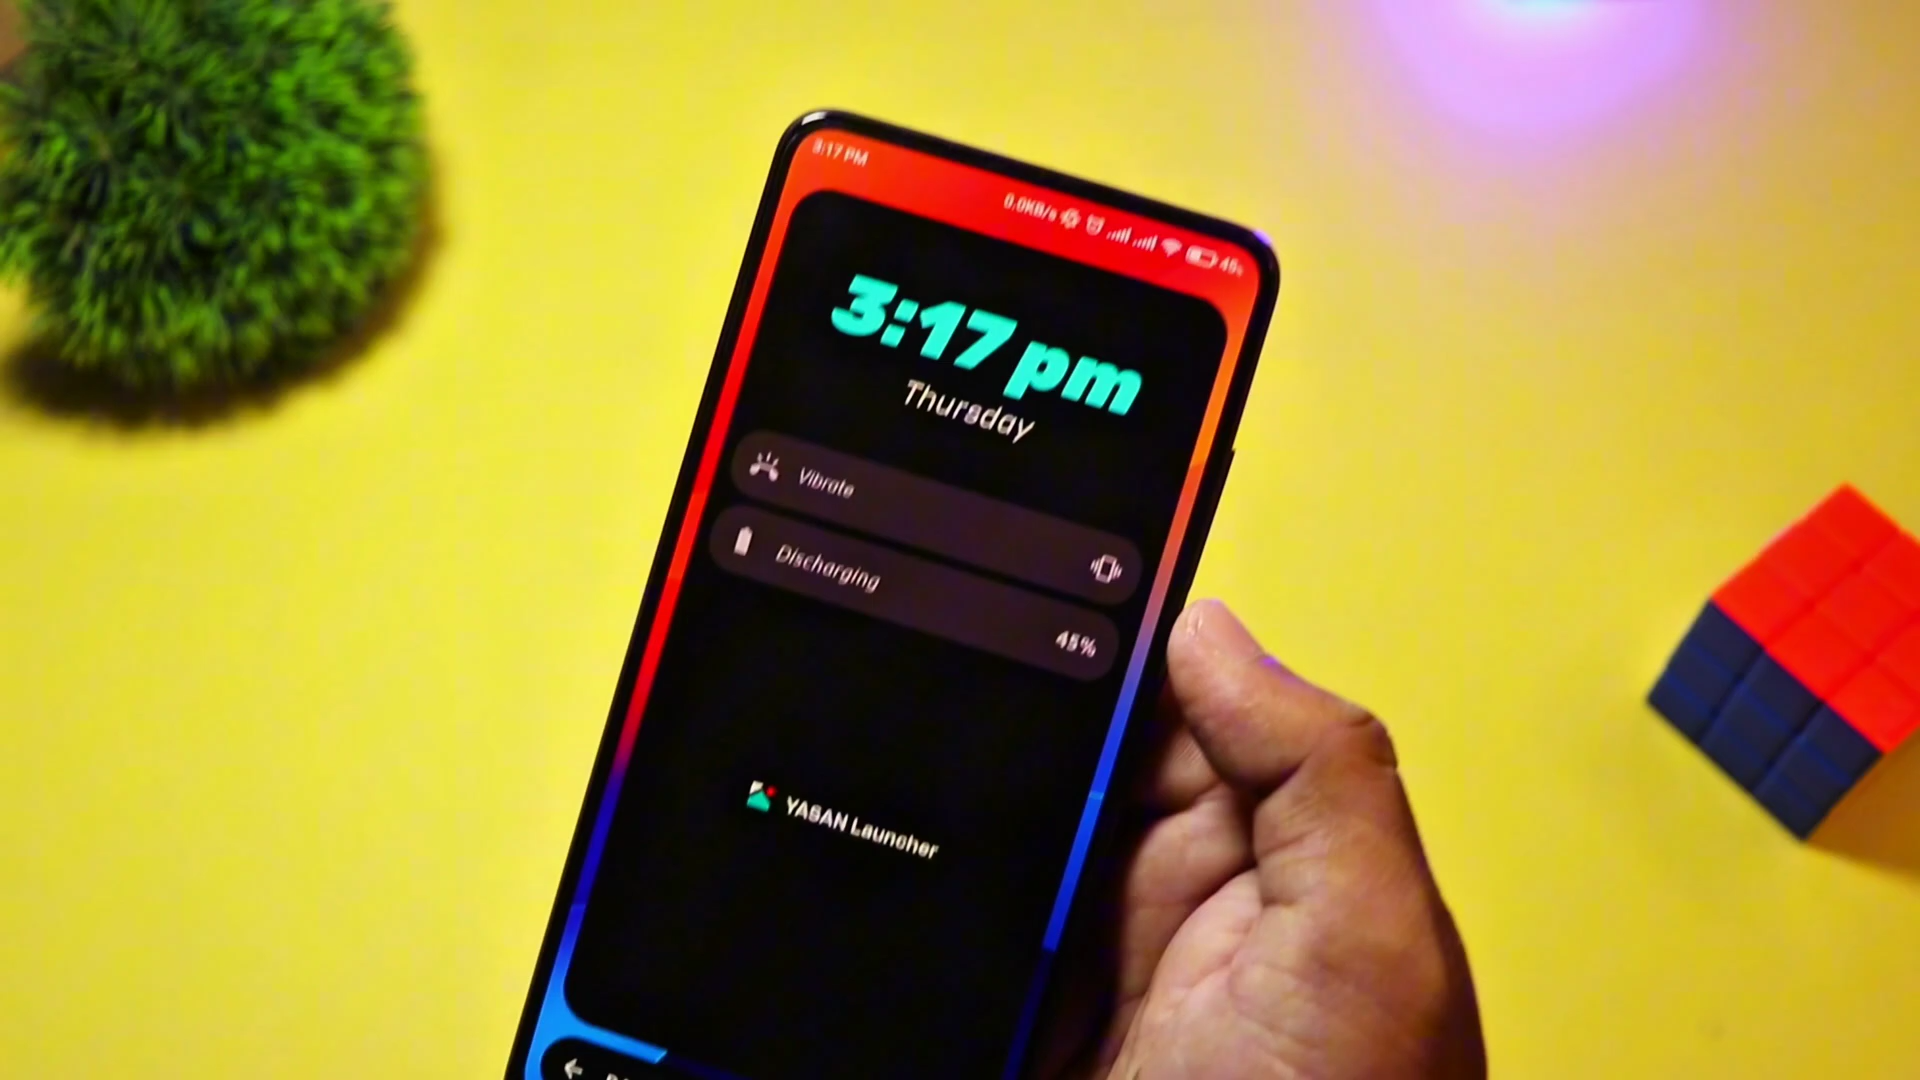 3:17 PM
0.0KB/s 45%
3:17 pm
Thursday
Vibrate
Discharging
45%
YASAN Launcher